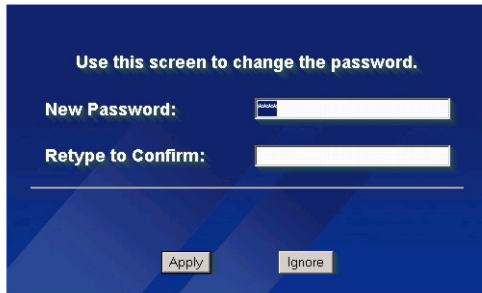 Use this screen to change the password.
New Password:
Retype to Confirm:
Apply Ignore